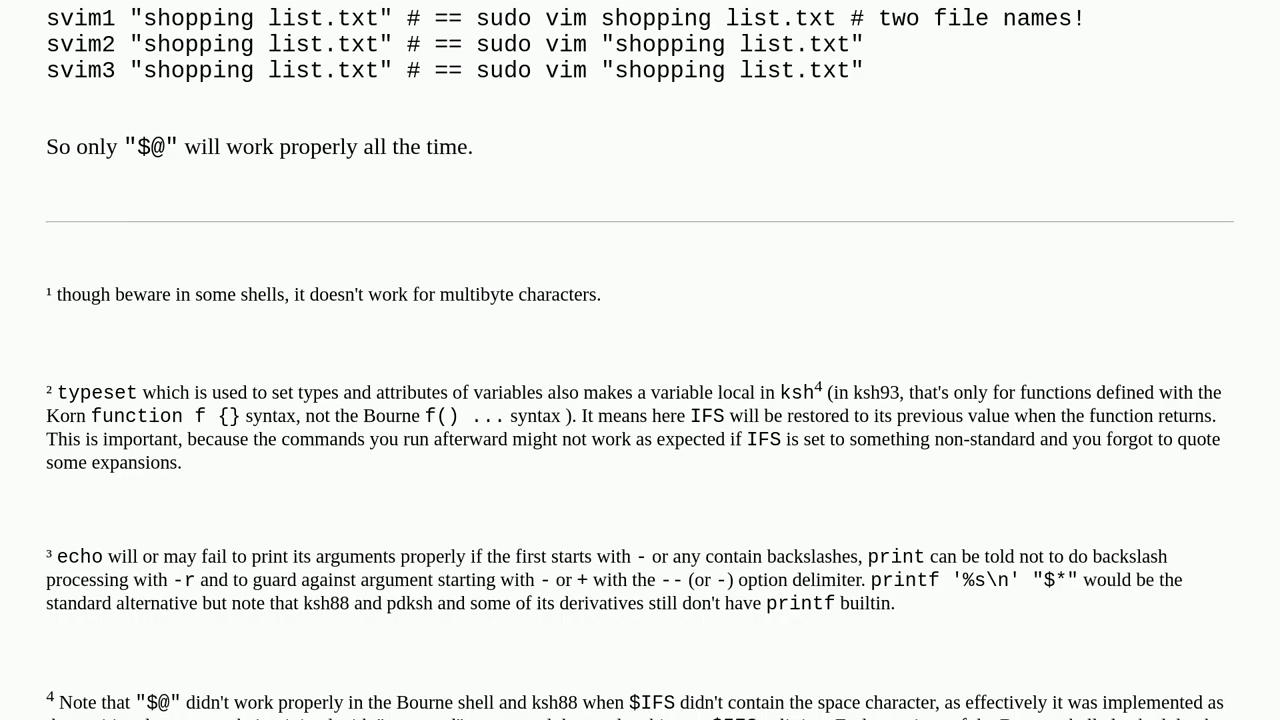 svim1 "shopping list.txt" # == sudo vim shopping list.txt # two file names!
svim2 "shopping list.txt" # == sudo vim "shopping list.txt"
svim3 "shopping list.txt" # == sudo vim "shopping list.txt"
So only "$@" will work properly all the time.
¹ though beware in some shells, it doesn't work for multibyte characters.
² typeset which is used to set types and attributes of variables also makes a variable local in ksh⁴ (in ksh93, that's only for functions defined with the
Korn function f {} syntax, not the Bourne f() ... syntax ). It means here IFS will be restored to its previous value when the function returns.
This is important, because the commands you run afterward might not work as expected if IFS is set to something non-standard and you forgot to quote
some expansions.
³ echo will or may fail to print its arguments properly if the first starts with - or any contain backslashes, print can be told not to do backslash
processing with -r and to guard against argument starting with - or + with the -- (or -) option delimiter. printf '%s\n' "$*" would be the
standard alternative but note that ksh88 and pdksh and some of its derivatives still don't have printf builtin.
⁴ Note that "$@" didn't work properly in the Bourne shell and ksh88 when $IFS didn't contain the space character, as effectively it was implemented as